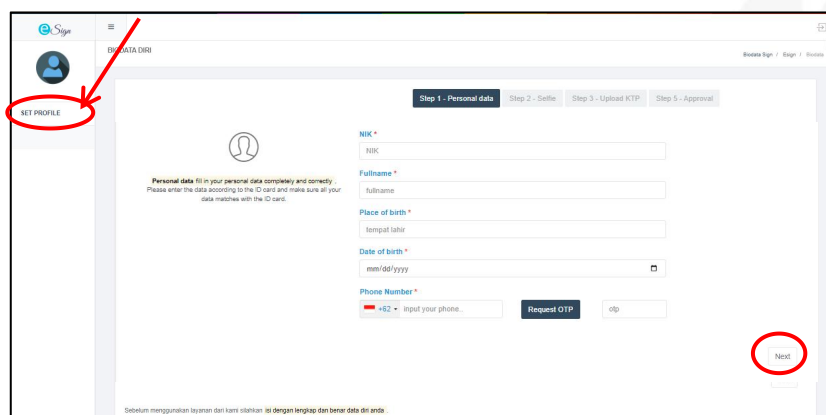 eSign
BIODATA DIRI
Biodata Sign / Esign / Biodata
SET PROFILE
Step 1 - Personal data
Step 2 - Selfie
Step 3 - Upload KTP
Step 5 - Approval
Personal data fill in your personal data completely and correctly .
Please enter the data according to the ID card and make sure all your
data matches with the ID card.
NIK *
NIK
Fullname *
fullname
Place of birth *
tempat lahir
Date of birth *
mm/dd/yyyy
Phone Number *
+62
input your phone..
Request OTP
otp
Next
Sebelum menggunakan layanan dari kami silahkan isi dengan lengkap dan benar data diri anda .